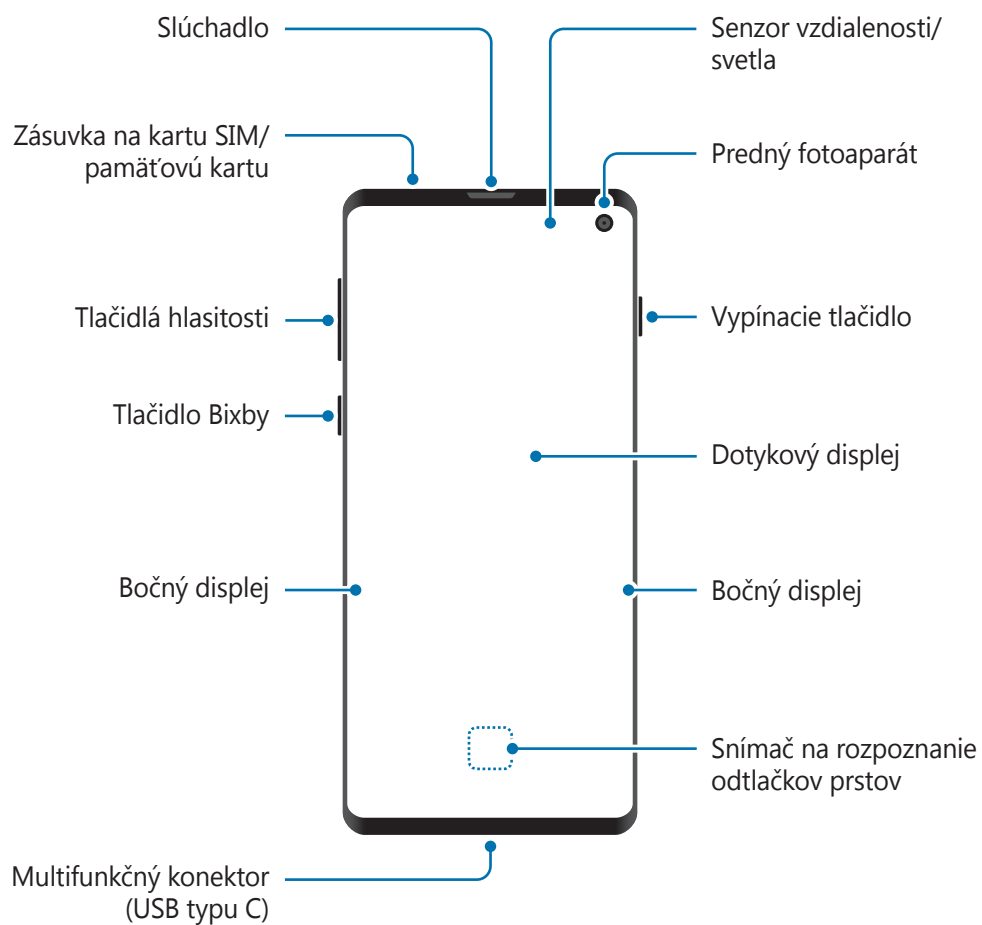 Slúchadlo
Senzor vzdialenosti/
svetla
Zásuvka na kartu SIM/
pamäťovú kartu
Predný fotoaparát
Tlačidlá hlasitosti
Vypínacie tlačidlo
Tlačidlo Bixby
Dotykový displej
Bočný displej
Bočný displej
Snímač na rozpoznanie
odtlačkov prstov
Multifunkčný konektor
(USB typu C)